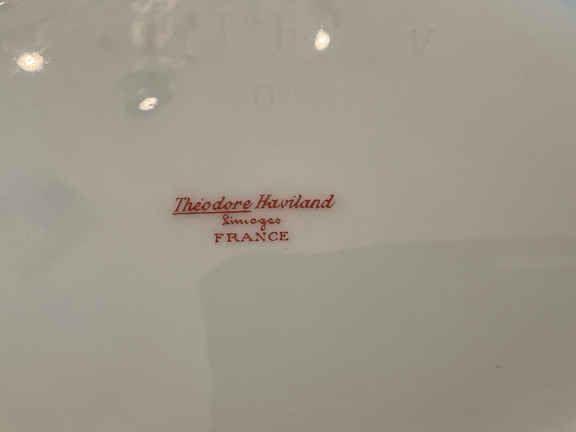 Théodore Haviland
Limoges
FRANCE